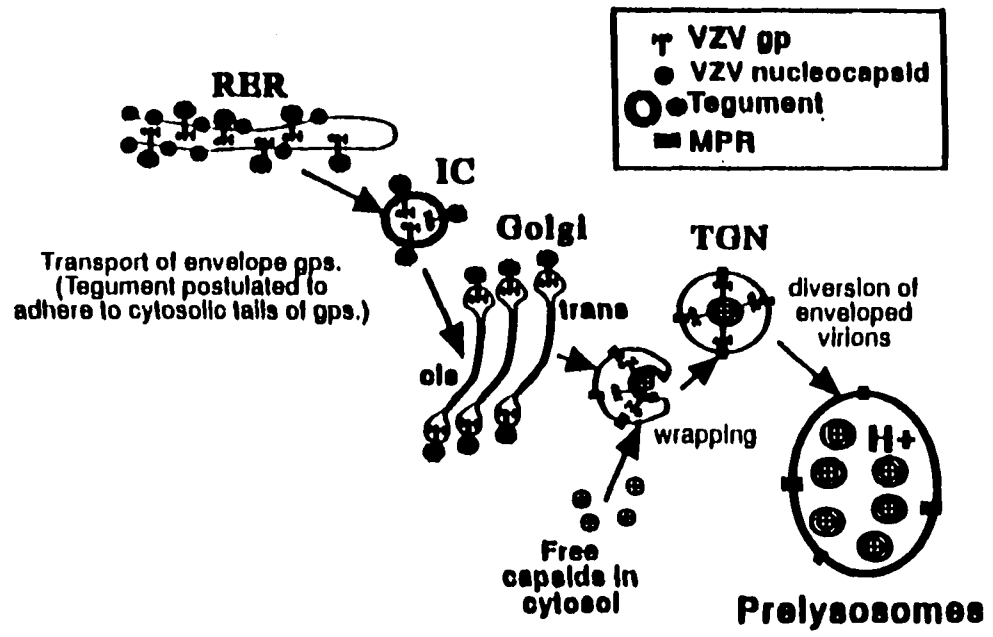 VZV gp
VZV nucleocapsid
Tegument
MPR
RER
IC
Golgi
TGN
Transport of envelope gps.
(Tegument postulated to
adhere to cytosolic tails of gps.)
trans
cis
diversion of
enveloped
virions
wrapping
H+
Free
capsids in
cytosol
Prelysosomes